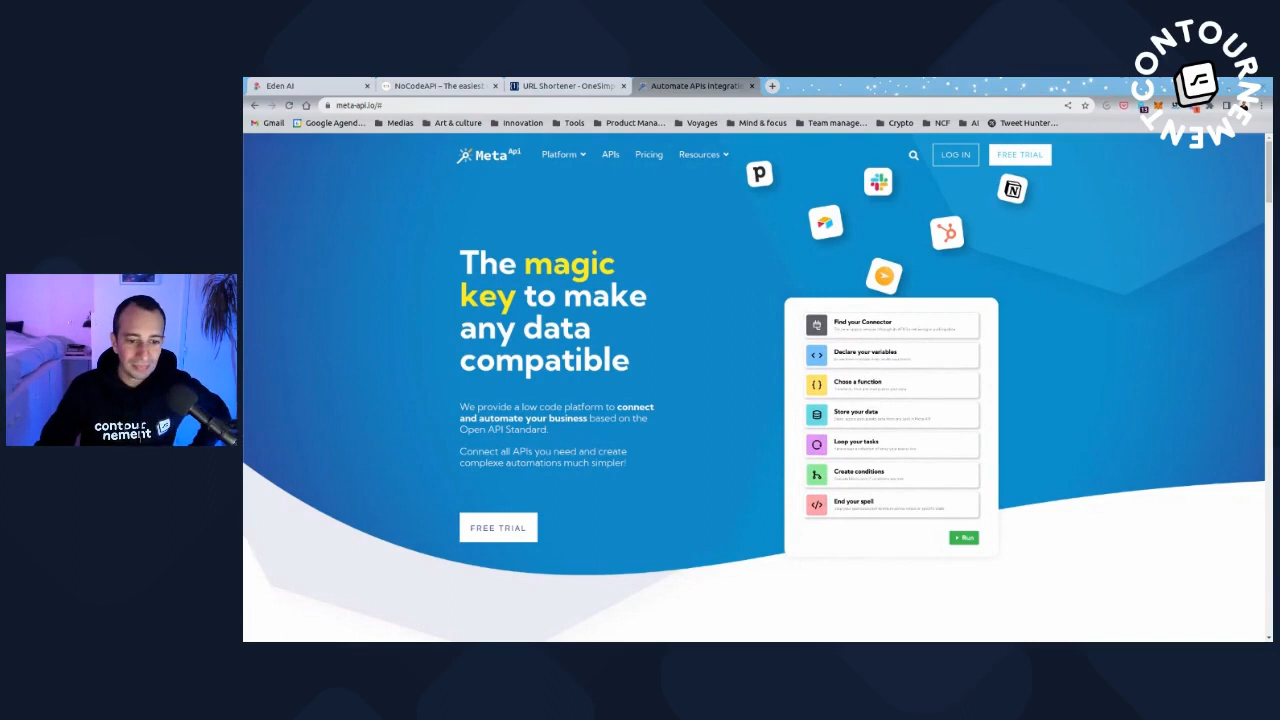 CONTOURNEMENT
Eden AI
NoCodeAPI – The easiest
URL Shortener - OneSimp
Automate APIs Integratio
meta-api.io/#
Gmail
Google Agend...
Medias
Art & culture
Innovation
Tools
Product Mana...
Voyages
Mind & focus
Team manage...
Crypto
NCF
AI
Tweet Hunter...
Meta Api
Platform
APIs
Pricing
Resources
LOG IN
FREE TRIAL
The magic
key to make
any data
compatible
We provide a low code platform to connect
and automate your business based on the
Open API Standard.
Connect all APIs you need and create
complexe automations much simpler!
FREE TRIAL
Find your Connector
Declare your variables
Chose a function
Store your data
Loop your tasks
Create conditions
End your spell
Run
contour
nement